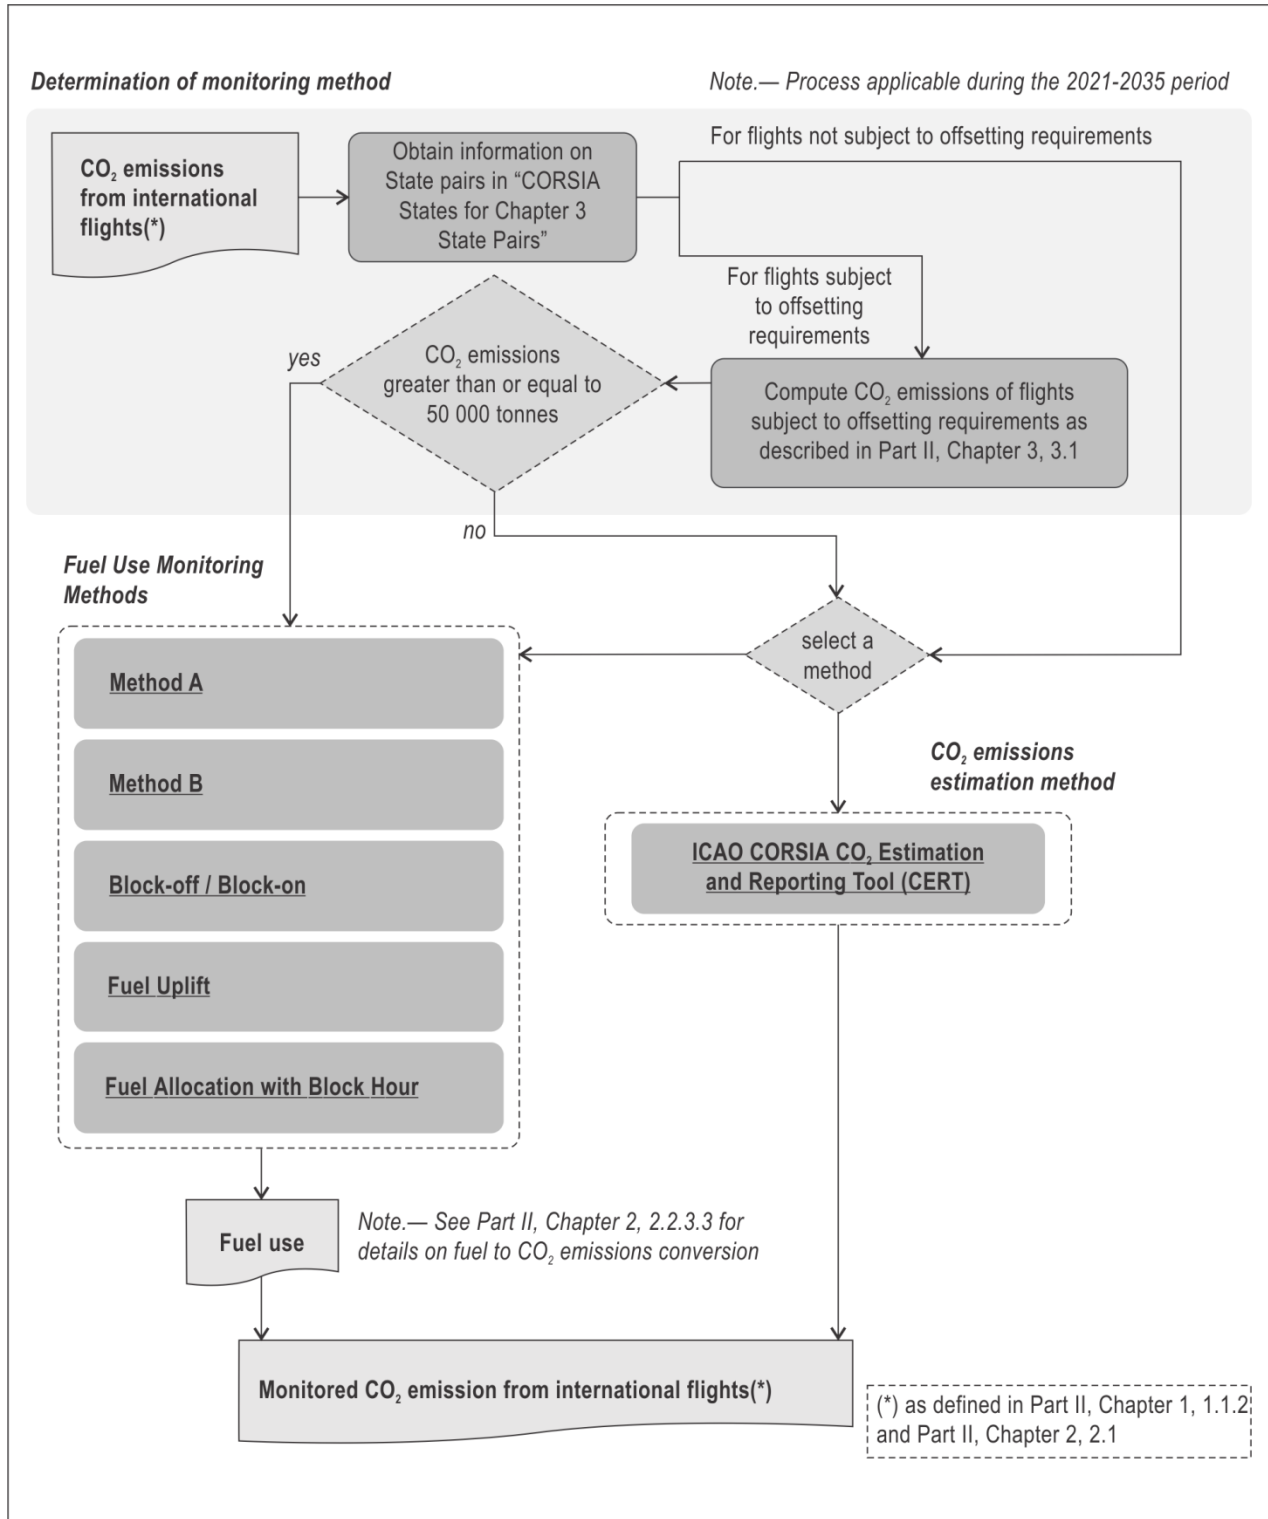 Determination of monitoring method
Note.— Process applicable during the 2021-2035 period
CO₂ emissions
from international
flights(*)
Obtain information on
State pairs in “CORSIA
States for Chapter 3
State Pairs”
For flights not subject to offsetting requirements
For flights subject
to offsetting
requirements
yes
CO₂ emissions
greater than or equal to
50 000 tonnes
Compute CO₂ emissions of flights
subject to offsetting requirements as
described in Part II, Chapter 3, 3.1
no
Fuel Use Monitoring
Methods
select a
method
Method A
Method B
Block-off / Block-on
Fuel Uplift
Fuel Allocation with Block Hour
CO₂ emissions
estimation method
ICAO CORSIA CO₂ Estimation
and Reporting Tool (CERT)
Fuel use
Note.— See Part II, Chapter 2, 2.2.3.3 for
details on fuel to CO₂ emissions conversion
Monitored CO₂ emission from international flights(*)
(*) as defined in Part II, Chapter 1, 1.1.2
and Part II, Chapter 2, 2.1